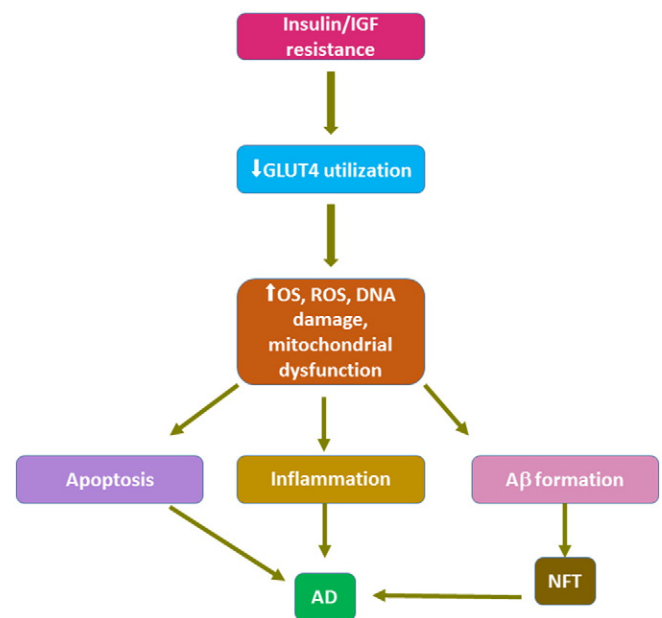 Insulin/IGF
resistance
↓GLUT4 utilization
↑OS, ROS, DNA
damage,
mitochondrial
dysfunction
Apoptosis
Inflammation
Aβ formation
AD
NFT